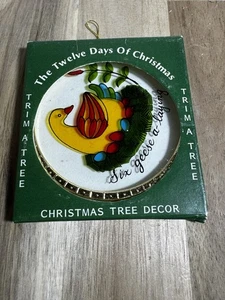 The Twelve Days Of Christmas
TRIM A TREE
TRIM A TREE
Six geese a-laying
CHRISTMAS TREE DECOR